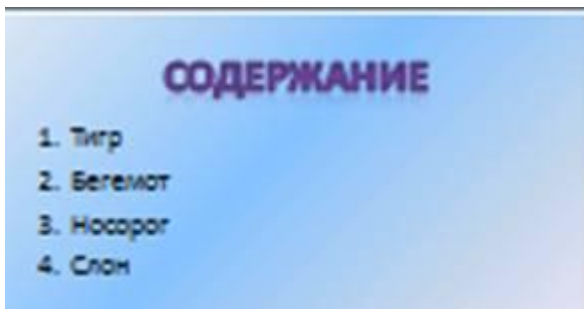 СОДЕРЖАНИЕ
1. Тигр
2. Бегемот
3. Носорог
4. Слон